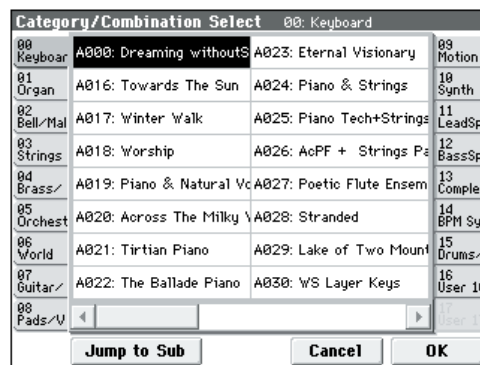 Category/Combination Select 00: Keyboard
00
Keyboar
01
Organ
02
Bell/Mal
03
Strings
04
Brass/
05
Orchest
06
World
07
Guitar/
08
Pads/V
A000: Dreaming withoutS
A016: Towards The Sun
A017: Winter Walk
A018: Worship
A019: Piano & Natural Vo
A020: Across The Milky
A021: Tirtian Piano
A022: The Ballade Piano
A023: Eternal Visionary
A024: Piano & Strings
A025: Piano Tech+Strings
A026: AcPF + Strings Pa
A027: Poetic Flute Ensem
A028: Stranded
A029: Lake of Two Mount
A030: WS Layer Keys
09
Motion
10
Synth
11
LeadSp
12
BassSp
13
Comple
14
BPM Sy
15
Drums/
16
User 16
17
User 17
Jump to Sub
Cancel
OK